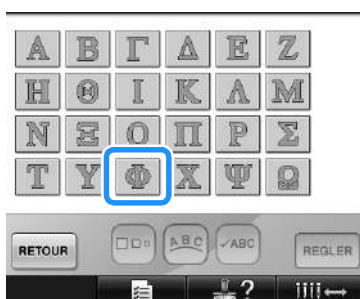 Α Β Γ Δ Ε Ζ
Η Θ Ι Κ Λ Μ
Ν Ξ Ο Π Ρ Σ
Τ Υ Φ Χ Ψ Ω
RETOUR ABC ✓ABC REGLER
?